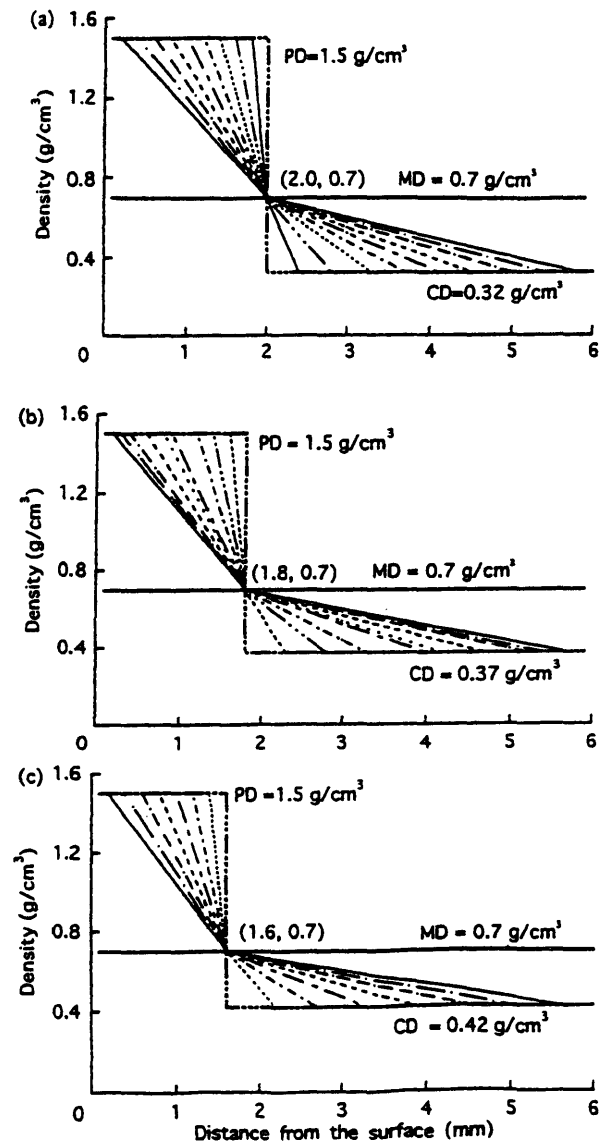 (a)
1.6
1.2
0.8
0.4
0
Density (g/cm³)
PD=1.5 g/cm³
(2.0, 0.7) MD = 0.7 g/cm³
CD=0.32 g/cm³
1 2 3 4 5 6
(b)
1.6
1.2
0.8
0.4
0
Density (g/cm³)
PD = 1.5 g/cm³
(1.8, 0.7) MD = 0.7 g/cm³
CD = 0.37 g/cm³
1 2 3 4 5 6
(c)
1.6
1.2
0.8
0.4
0
Density (g/cm³)
PD =1.5 g/cm³
(1.6, 0.7) MD = 0.7 g/cm³
CD = 0.42 g/cm³
1 2 3 4 5 6
Distance from the surface (mm)